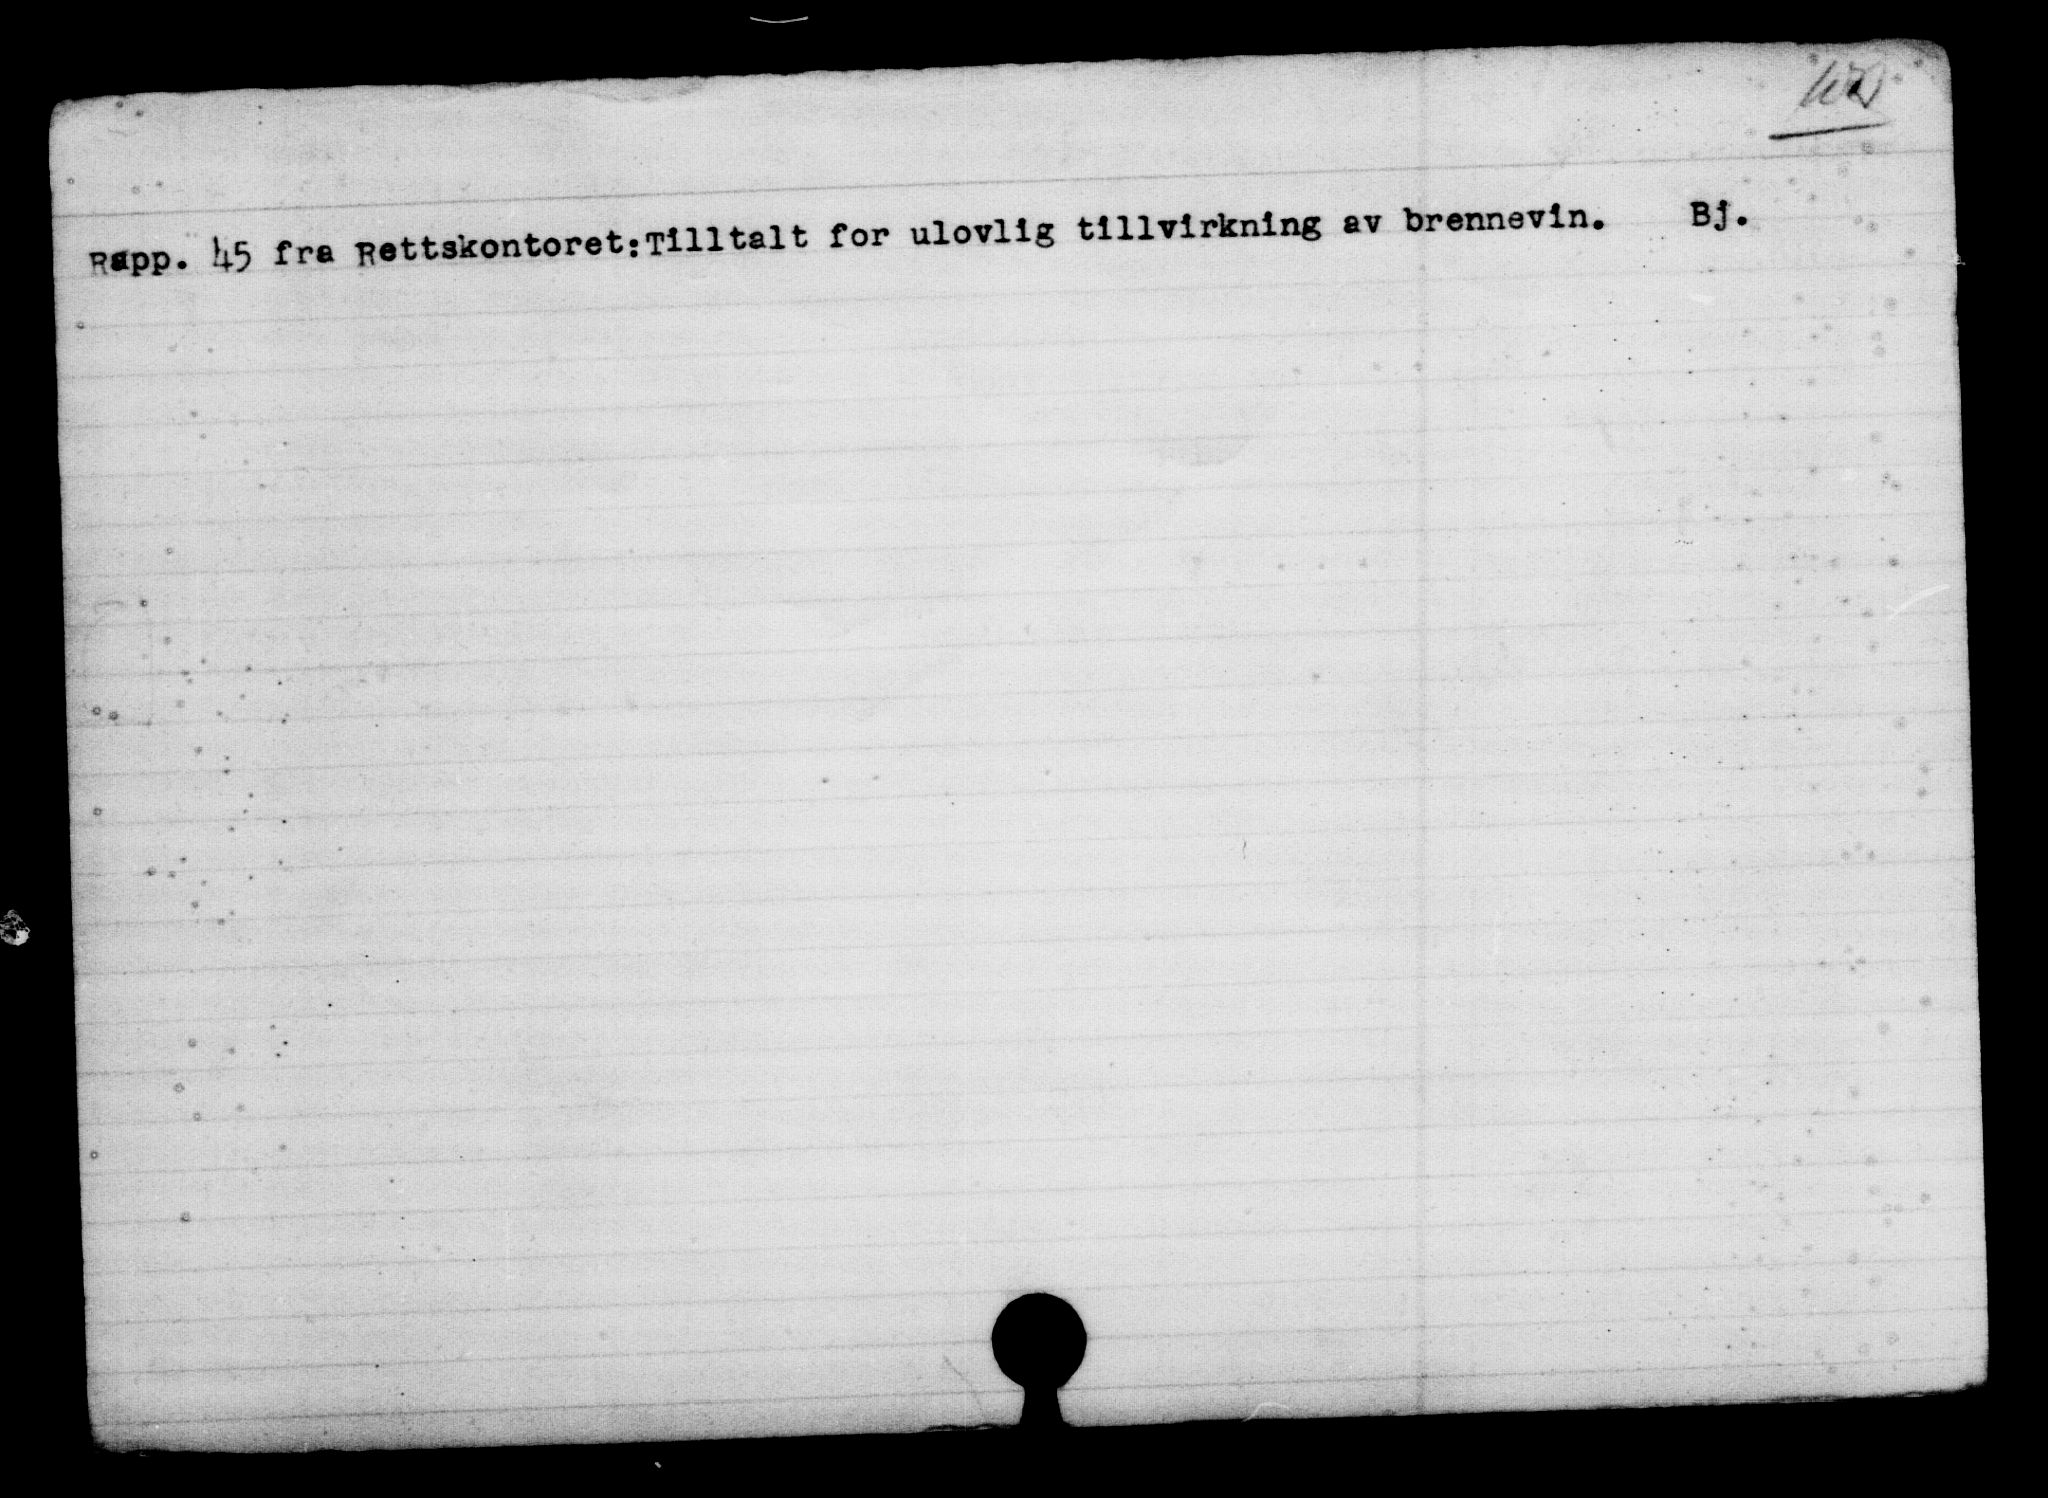 Rapp. 45 fra Rettskontoret:Tilltalt for ulovlig tillvirkning av brennevin. Bj.